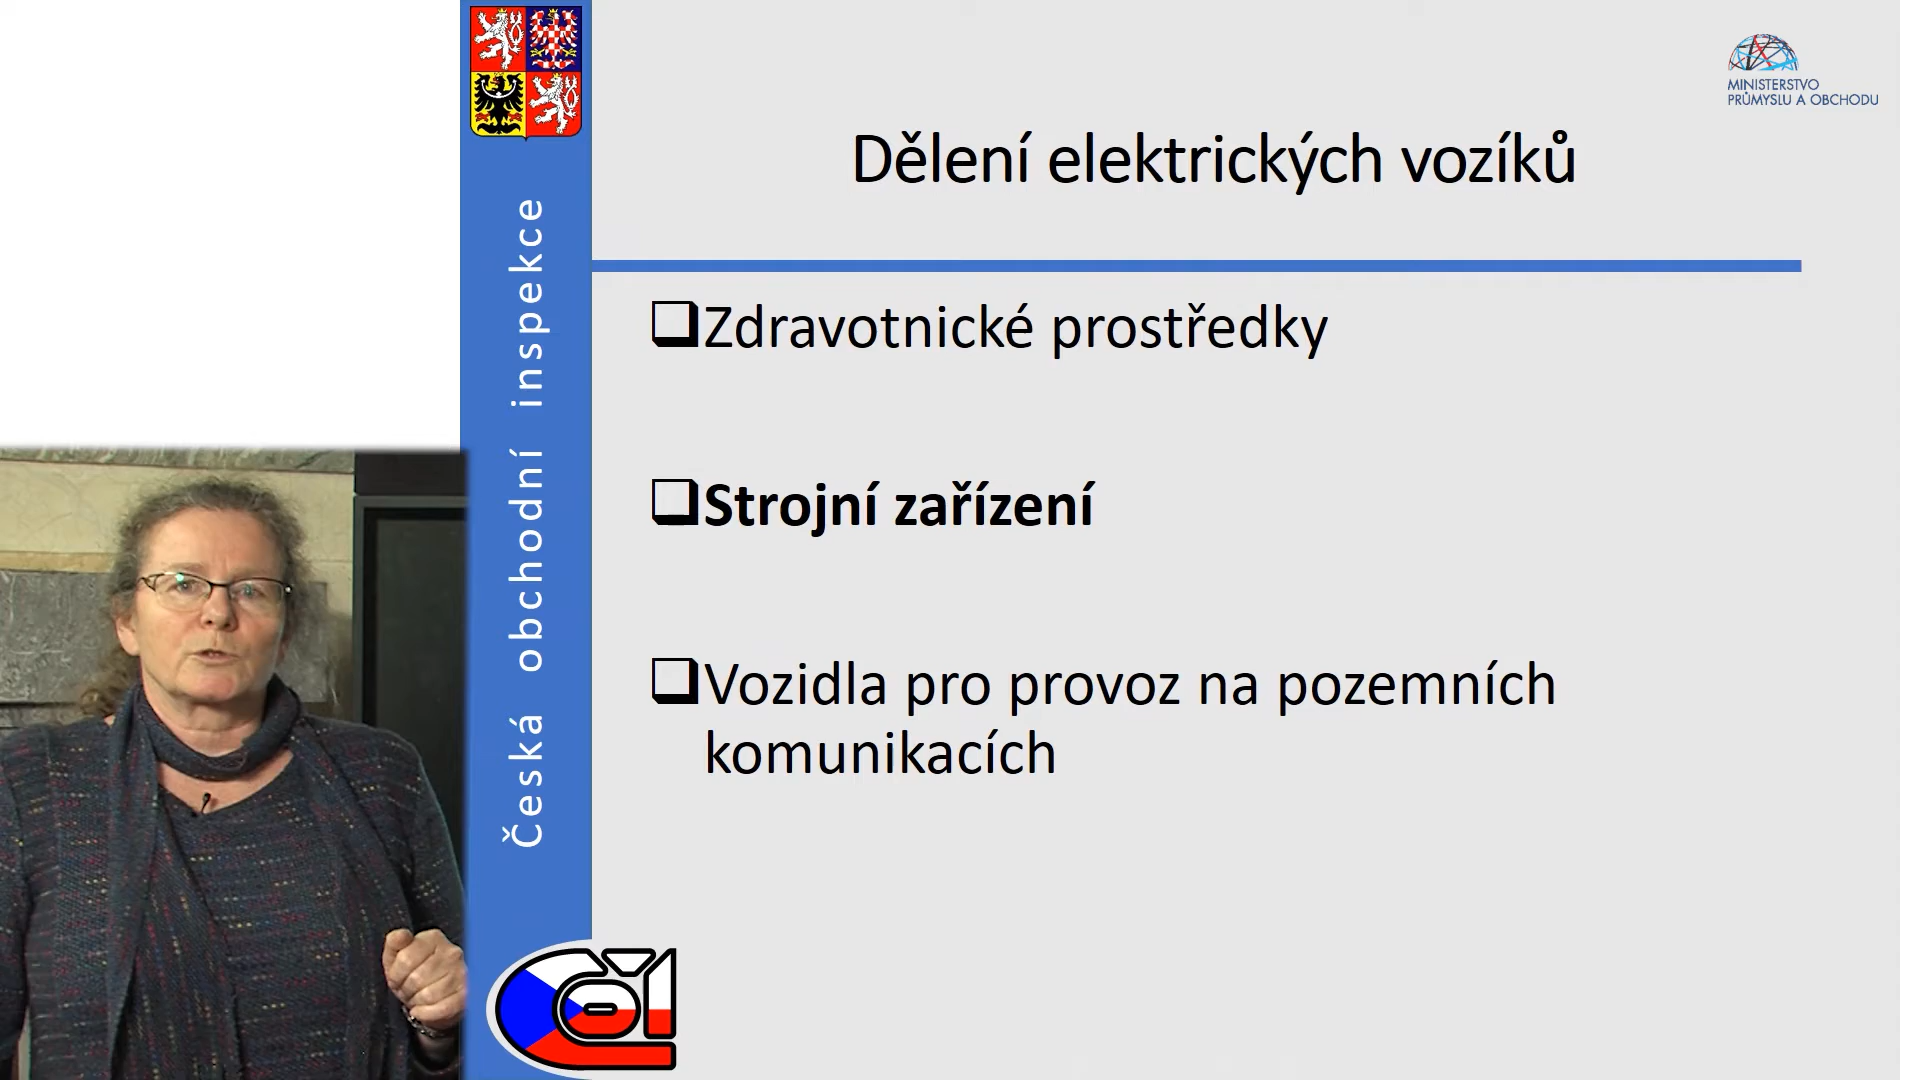 MINISTERSTVO
PRŮMYSLU A OBCHODU
Dělení elektrických vozíků
Česká obchodní inspekce
Zdravotnické prostředky
Strojní zařízení
Vozidla pro provoz na pozemních
komunikacích
ČOI